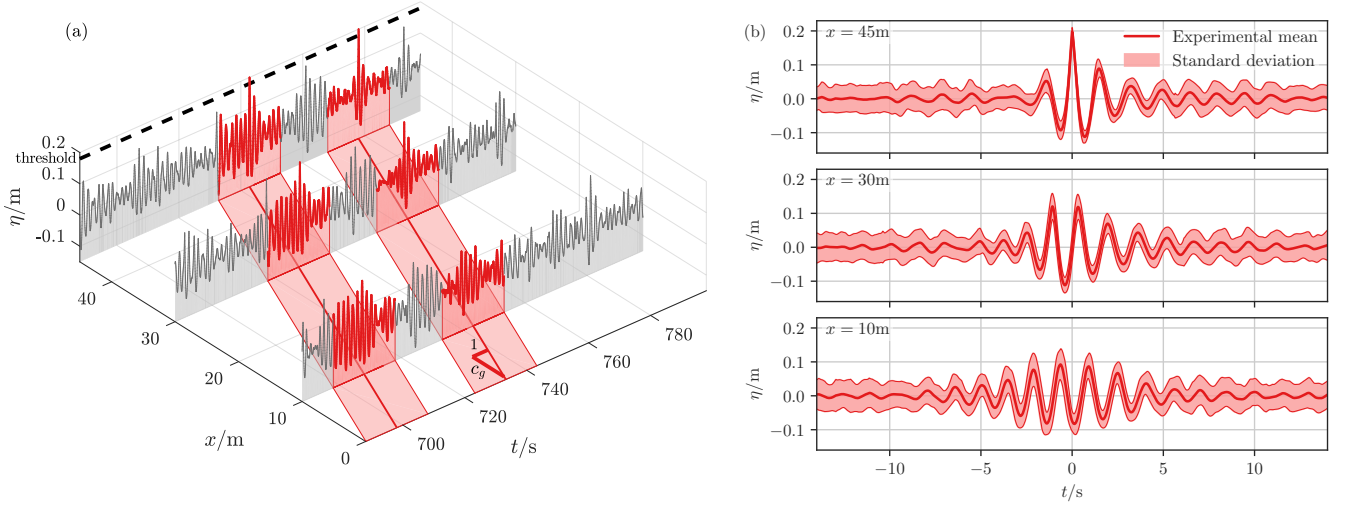 (a)
0.2
threshold
0.1
0
-0.1
η/m
40
30
20
10
0
x/m
1
c_g
700
720
740
760
780
t/s
(b)
x = 45m
Experimental mean
Standard deviation
0.2
0.1
0.0
−0.1
η/m
x = 30m
0.2
0.1
0.0
−0.1
η/m
x = 10m
0.2
0.1
0.0
−0.1
η/m
−10
−5
0
5
10
t/s